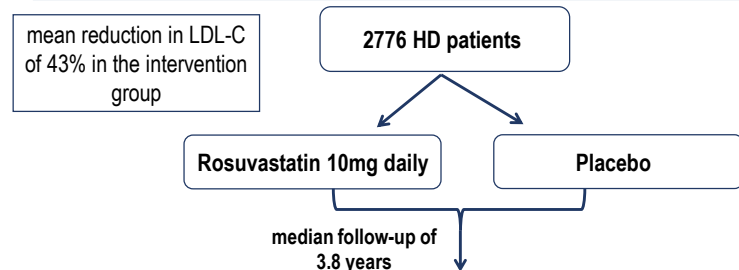 mean reduction in LDL-C
of 43% in the intervention
group
2776 HD patients
Rosuvastatin 10mg daily
Placebo
median follow-up of
3.8 years